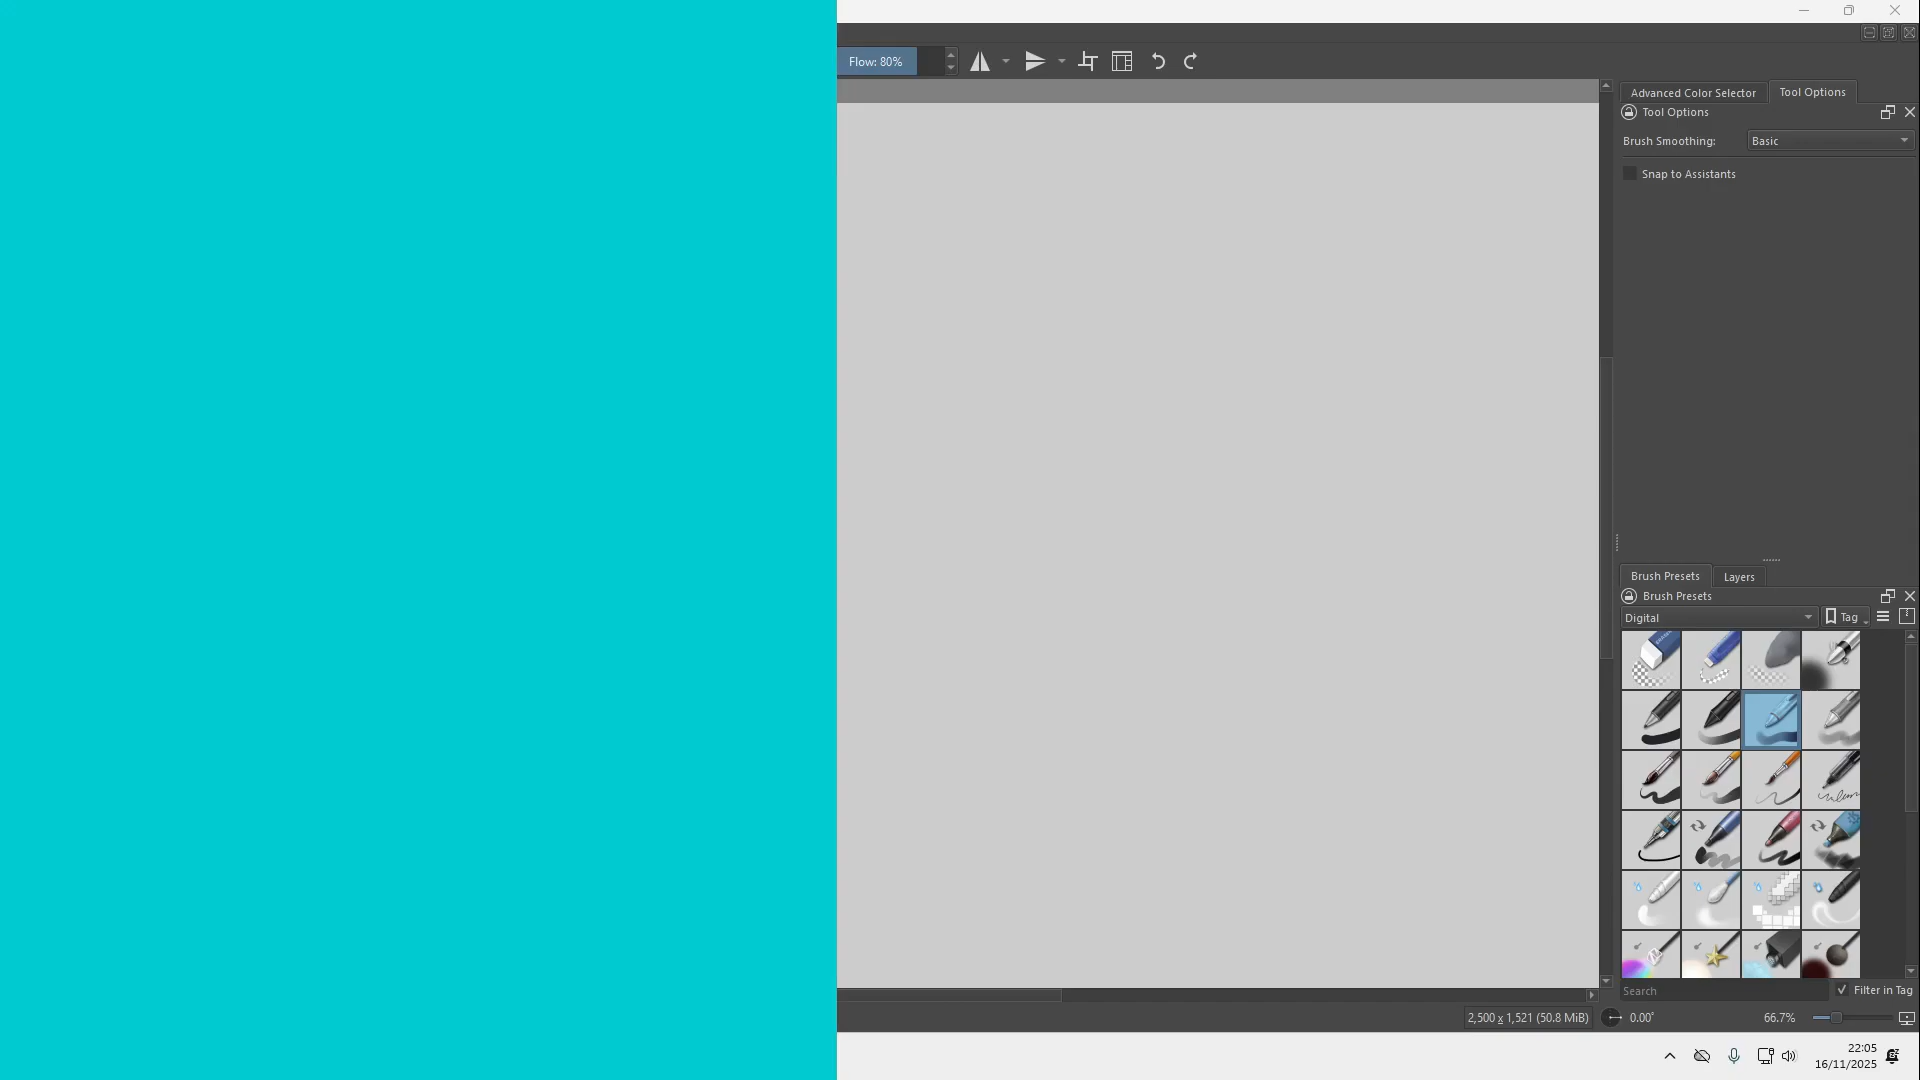 Flow: 80%
Advanced Color Selector
Tool Options
Tool Options
Brush Smoothing:
Basic
Snap to Assistants
Brush Presets
Layers
Brush Presets
Digital
Tag
Search
Filter in Tag
2,500 x 1,521 (50.8 MiB)
0.00°
66.7%
22:05
16/11/2025